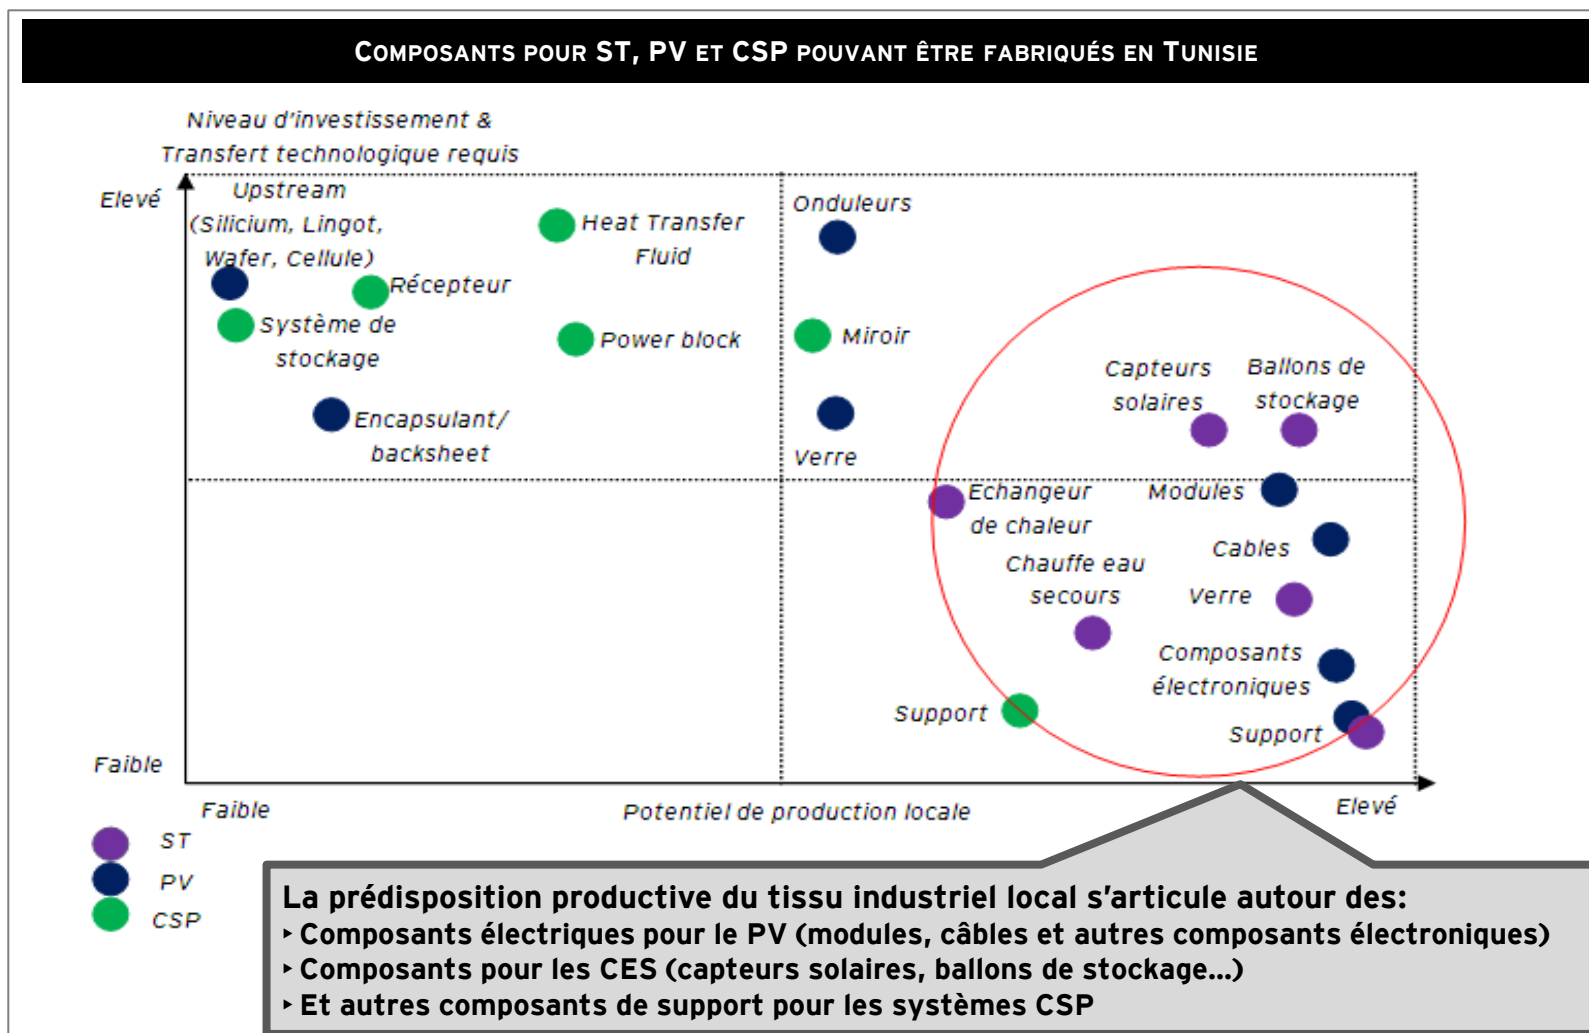 COMPOSANTS POUR ST, PV ET CSP POUVANT ÊTRE FABRIQUÉS EN TUNISIE
Niveau d'investissement &
Transfert technologique requis
Elevé
Upstream
(Silicium, Lingot,
Wafer, Cellule)
Heat Transfer
Fluid
Onduleurs
Récepteur
Système de
stockage
Power block
Miroir
Capteurs
solaires
Ballons de
stockage
Encapsulant/
backsheet
Verre
Echangeur
de chaleur
Modules
Cables
Chauffe eau
secours
Verre
Composants
électroniques
Support
Support
Faible
Faible
Potentiel de production locale
Elevé
ST
PV
CSP
La prédisposition productive du tissu industriel local s'articule autour des:
‣ Composants électriques pour le PV (modules, câbles et autres composants électroniques)
‣ Composants pour les CES (capteurs solaires, ballons de stockage…)
‣ Et autres composants de support pour les systèmes CSP